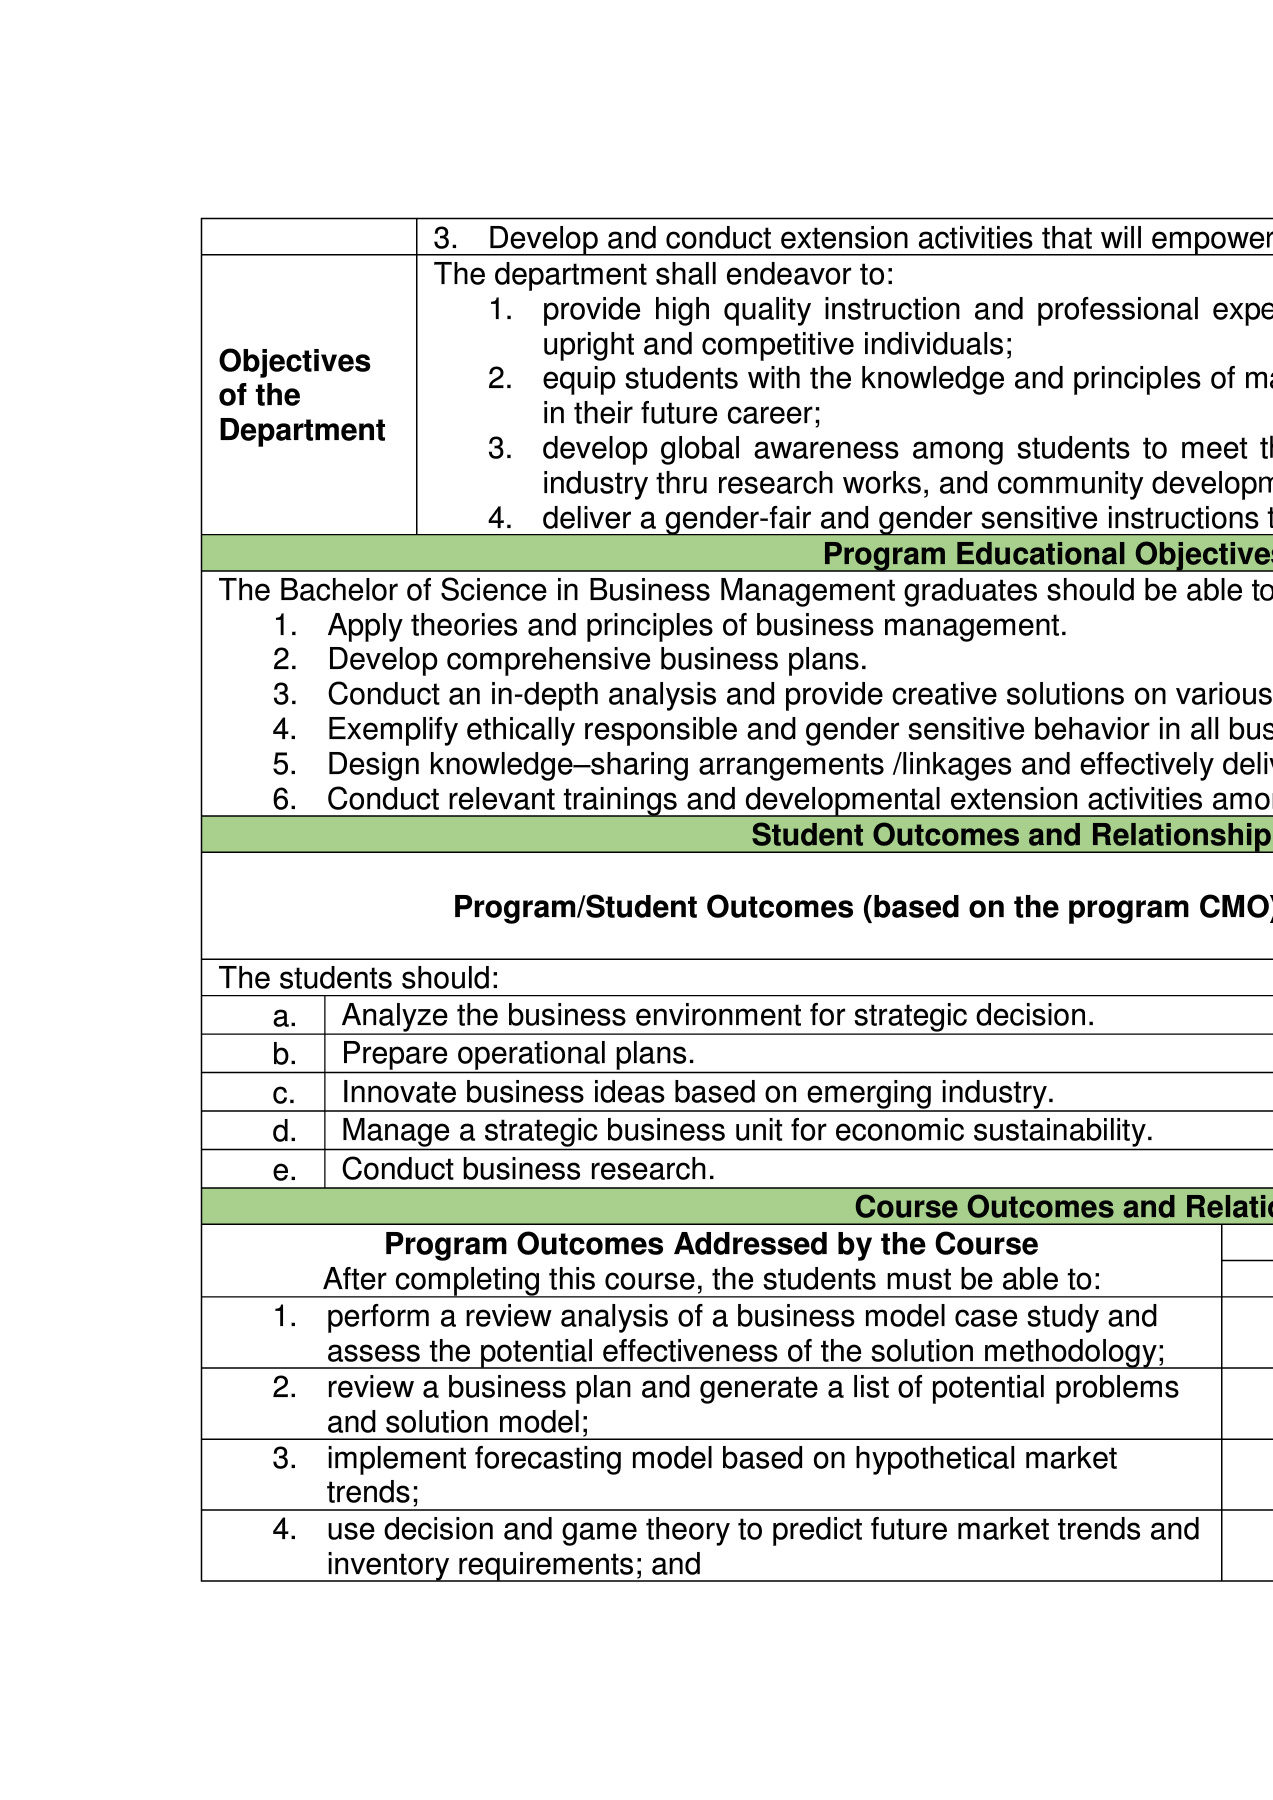 3. Develop and conduct extension activities that will empower
Objectives
of the
Department
The department shall endeavor to:
1. provide high quality instruction and professional
upright and competitive individuals;
2. equip students with the knowledge and principles of
in their future career;
3. develop global awareness among students to meet
industry thru research works, and community
4. deliver a gender-fair and gender sensitive instructions
Program Educational Objectives
The Bachelor of Science in Business Management graduates should be able to
1. Apply theories and principles of business management.
2. Develop comprehensive business plans.
3. Conduct an in-depth analysis and provide creative solutions on various
4. Exemplify ethically responsible and gender sensitive behavior in all
5. Design knowledge–sharing arrangements /linkages and effectively
6. Conduct relevant trainings and developmental extension activities
Student Outcomes and Relationship
Program/Student Outcomes (based on the program CMO)
The students should:
a. Analyze the business environment for strategic decision.
b. Prepare operational plans.
c. Innovate business ideas based on emerging industry.
d. Manage a strategic business unit for economic sustainability.
e. Conduct business research.
Course Outcomes and
Program Outcomes Addressed by the Course
After completing this course, the students must be able to:
1. perform a review analysis of a business model case study and
assess the potential effectiveness of the solution methodology;
2. review a business plan and generate a list of potential problems
and solution model;
3. implement forecasting model based on hypothetical market
trends;
4. use decision and game theory to predict future market trends and
inventory requirements; and